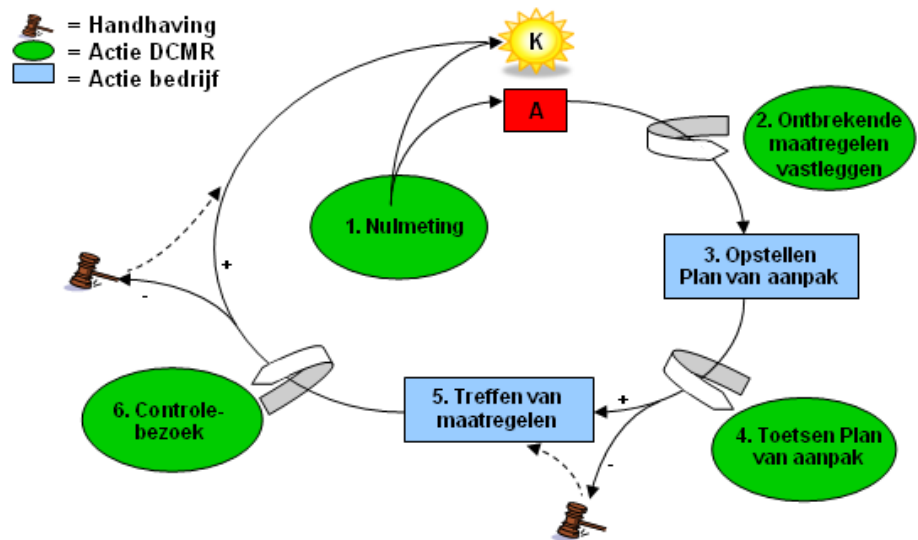 = Handhaving
= Actie DCMR
= Actie bedrijf
K
A
1. Nulmeting
2. Ontbrekende
maatregelen
vastleggen
3. Opstellen
Plan van aanpak
4. Toetsen Plan
van aanpak
+
-
5. Treffen van
maatregelen
6. Controle-
bezoek
+
-